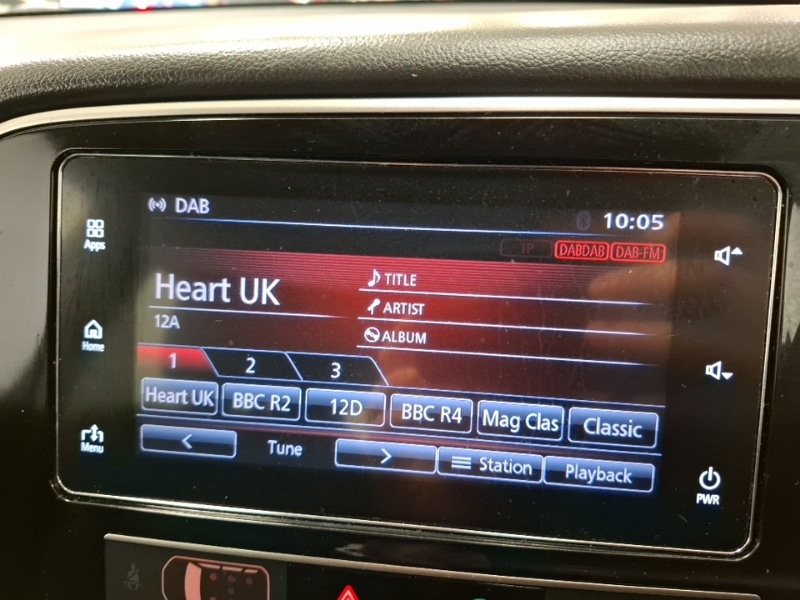 DAB 10:05
TP DABDAB DAB-FM
Apps
Heart UK
12A
TITLE
ARTIST
ALBUM
Home
1 2 3
Heart UK BBC R2 12D BBC R4 Mag Clas Classic
< Tune > Station Playback
Menu
PWR